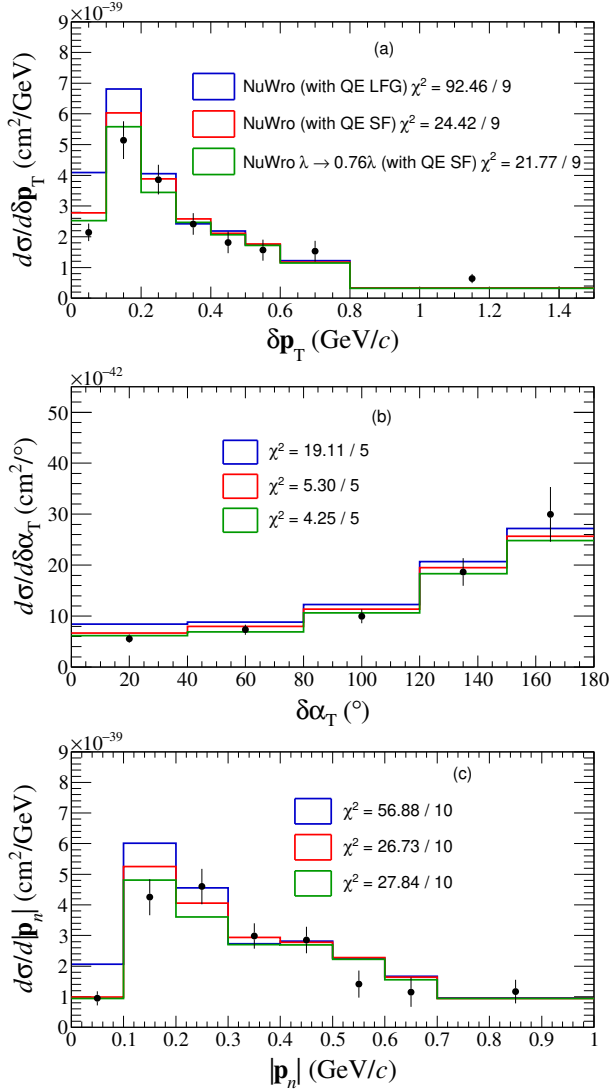 ×10⁻³⁹
(a)
NuWro (with QE LFG) χ² = 92.46 / 9
NuWro (with QE SF) χ² = 24.42 / 9
NuWro λ → 0.76λ (with QE SF) χ² = 21.77 / 9
dσ/dδp_T (cm²/GeV)
9
8
7
6
5
4
3
2
1
0
0 0.2 0.4 0.6 0.8 1 1.2 1.4
δp_T (GeV/c)
×10⁻⁴²
(b)
χ² = 19.11 / 5
χ² = 5.30 / 5
χ² = 4.25 / 5
dσ/dδα_T (cm²/°)
50
40
30
20
10
0
0 20 40 60 80 100 120 140 160 180
δα_T (°)
×10⁻³⁹
(c)
χ² = 56.88 / 10
χ² = 26.73 / 10
χ² = 27.84 / 10
dσ/d|p_n| (cm²/GeV)
9
8
7
6
5
4
3
2
1
0
0 0.1 0.2 0.3 0.4 0.5 0.6 0.7 0.8 0.9 1
|p_n| (GeV/c)